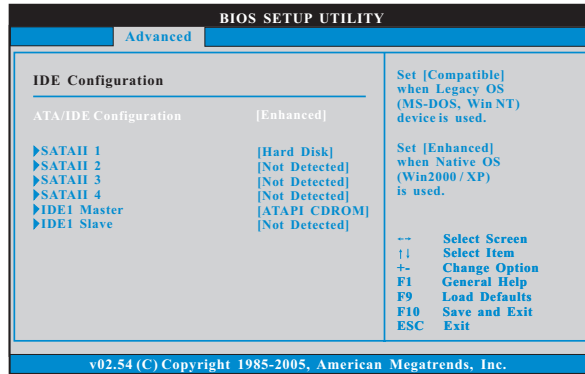 BIOS SETUP UTILITY
Advanced
IDE Configuration
ATA/IDE Configuration [Enhanced]
SATAII 1 [Hard Disk]
SATAII 2 [Not Detected]
SATAII 3 [Not Detected]
SATAII 4 [Not Detected]
IDE1 Master [ATAPI CDROM]
IDE1 Slave [Not Detected]
Set [Compatible]
when Legacy OS
(MS-DOS, Win NT)
device is used.
Set [Enhanced]
when Native OS
(Win2000 / XP)
is used.
←→ Select Screen
↑↓ Select Item
+- Change Option
F1 General Help
F9 Load Defaults
F10 Save and Exit
ESC Exit
v02.54 (C) Copyright 1985-2005, American Megatrends, Inc.